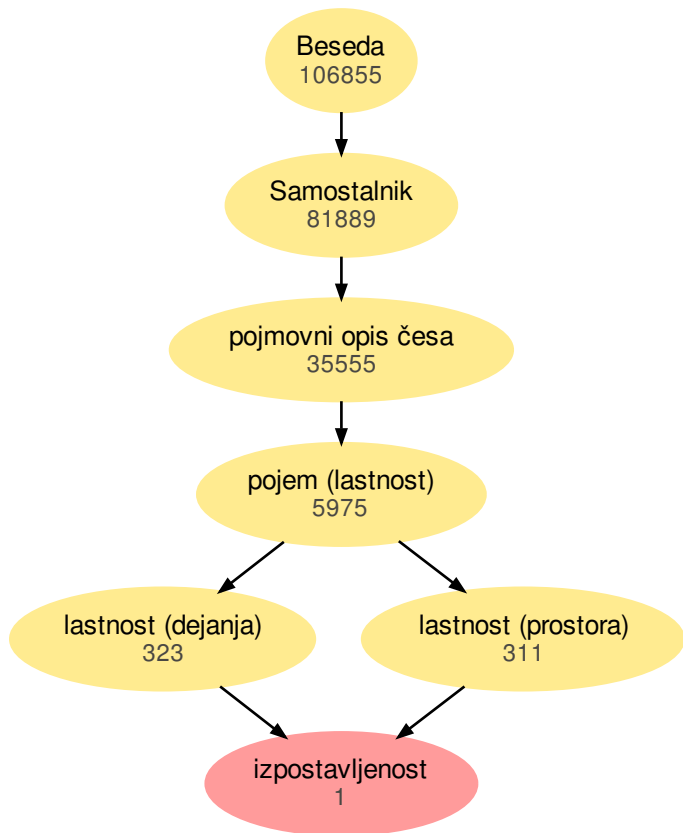 Beseda
106855
Samostalnik
81889
pojmovni opis česa
35555
pojem (lastnost)
5975
lastnost (dejanja)
323
lastnost (prostora)
311
izpostavljenost
1